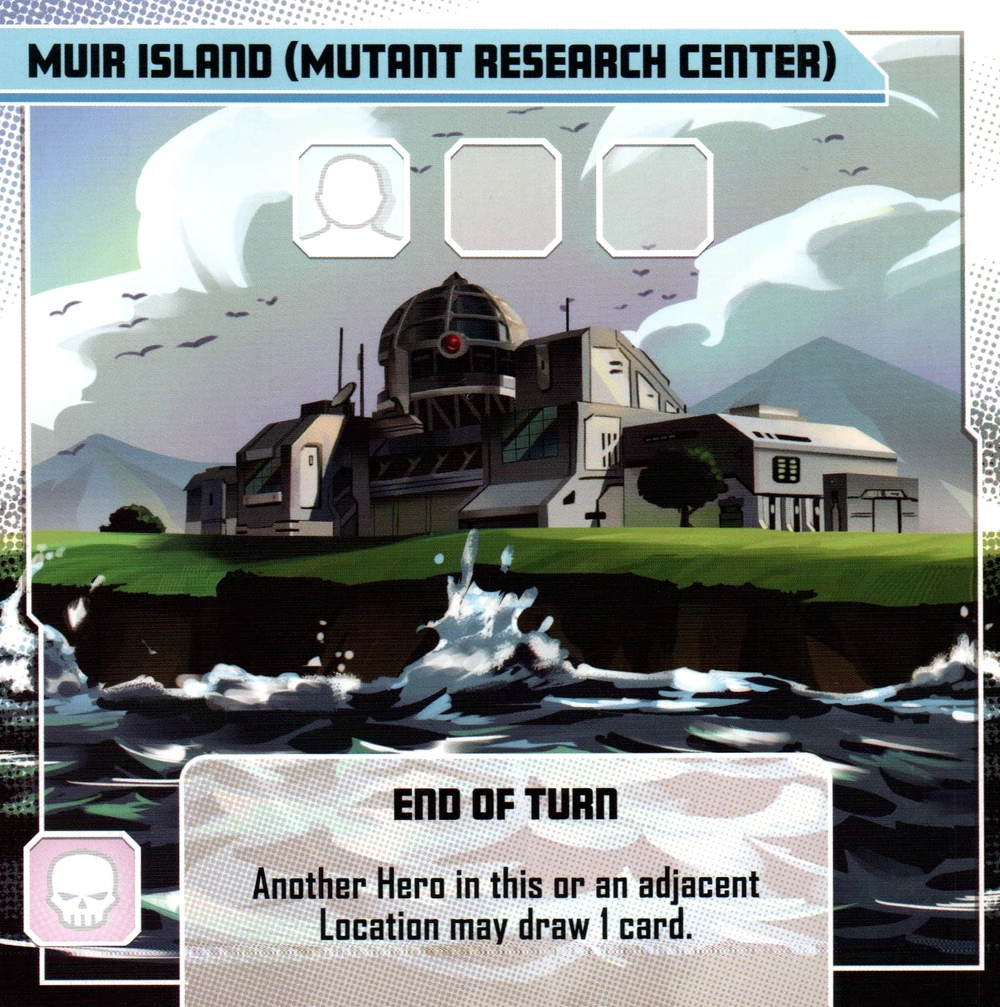 MUIR ISLAND (MUTANT RESEARCH CENTER)
END OF TURN
Another Hero in this or an adjacent
Location may draw 1 card.